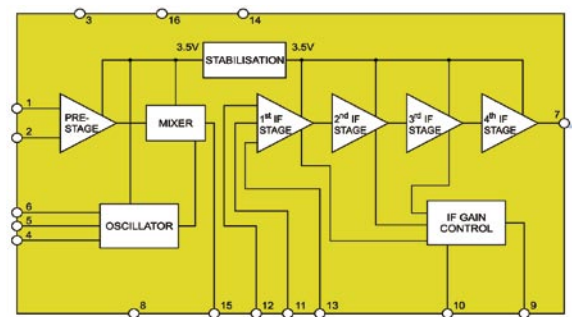 3
16
14
3.5V
STABILISATION
3.5V
1
2
PRE-
STAGE
MIXER
1st IF
STAGE
2nd IF
STAGE
3rd IF
STAGE
4th IF
STAGE
7
6
5
4
OSCILLATOR
IF GAIN
CONTROL
8
15
12
11
13
10
9